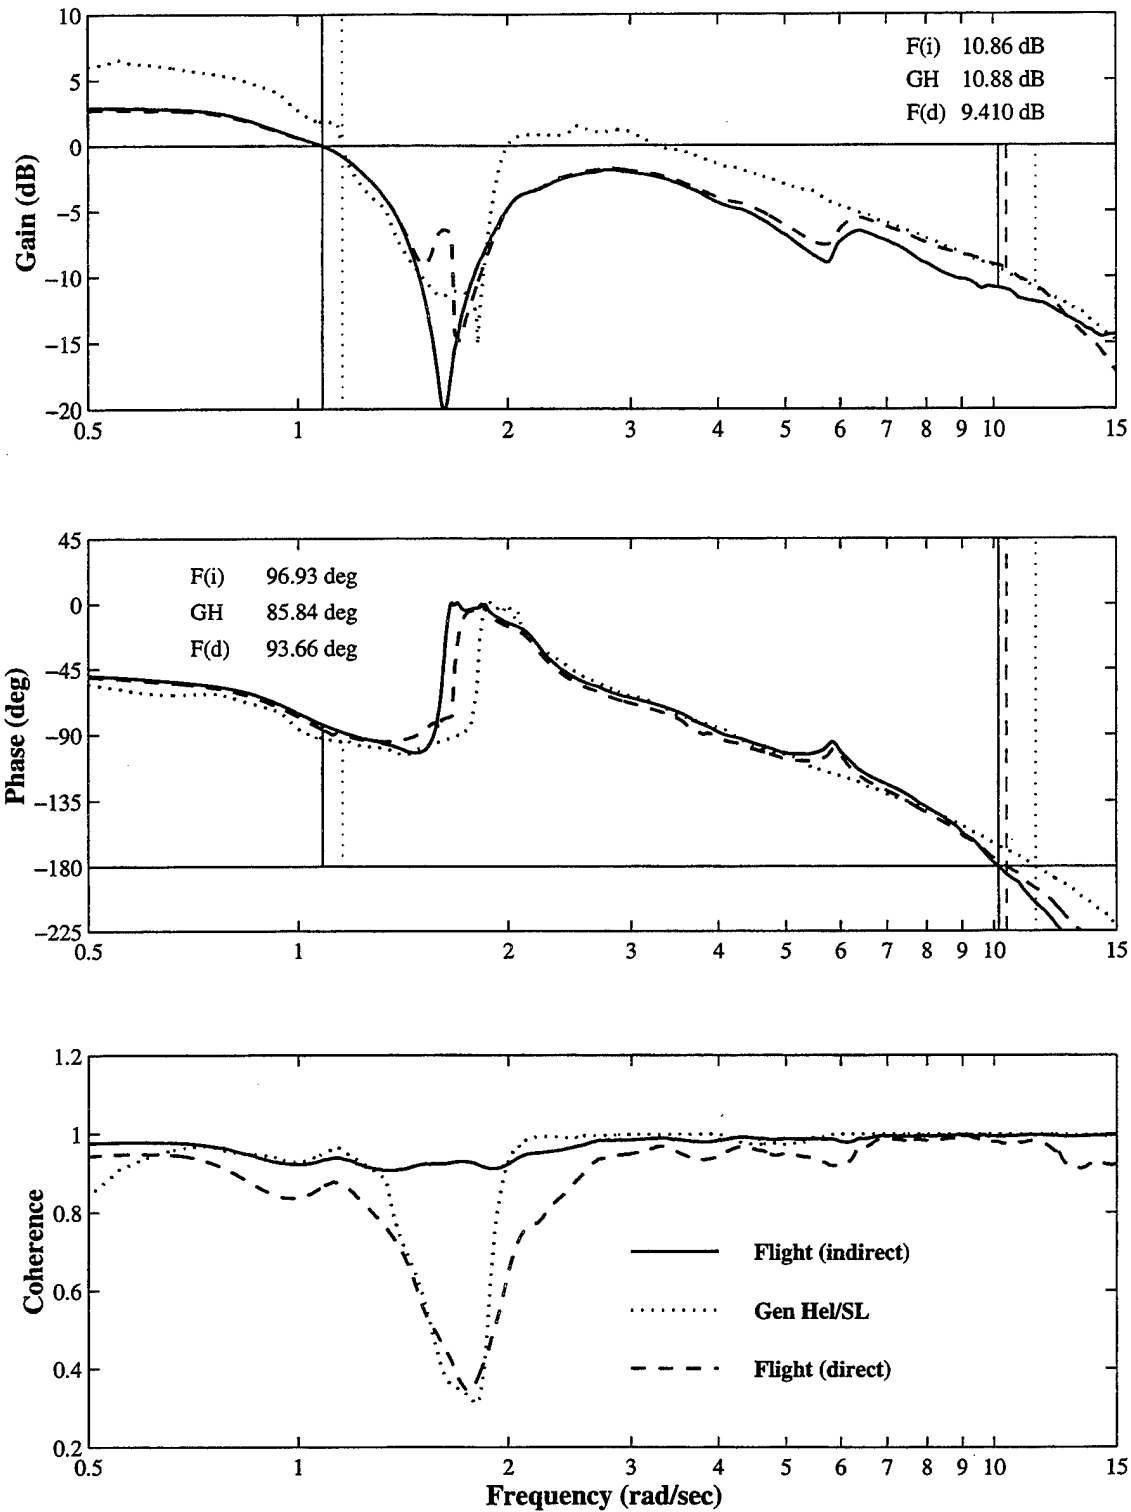 10
5
0
−5
−10
−15
−20
Gain (dB)
F(i) 10.86 dB
GH 10.88 dB
F(d) 9.410 dB
0.5 1 2 3 4 5 6 7 8 9 10 15
45
0
−45
−90
−135
−180
−225
Phase (deg)
F(i) 96.93 deg
GH 85.84 deg
F(d) 93.66 deg
0.5 1 2 3 4 5 6 7 8 9 10 15
1.2
1
0.8
0.6
0.4
0.2
Coherence
Flight (indirect)
Gen Hel/SL
Flight (direct)
0.5 1 2 3 4 5 6 7 8 9 10 15
Frequency (rad/sec)